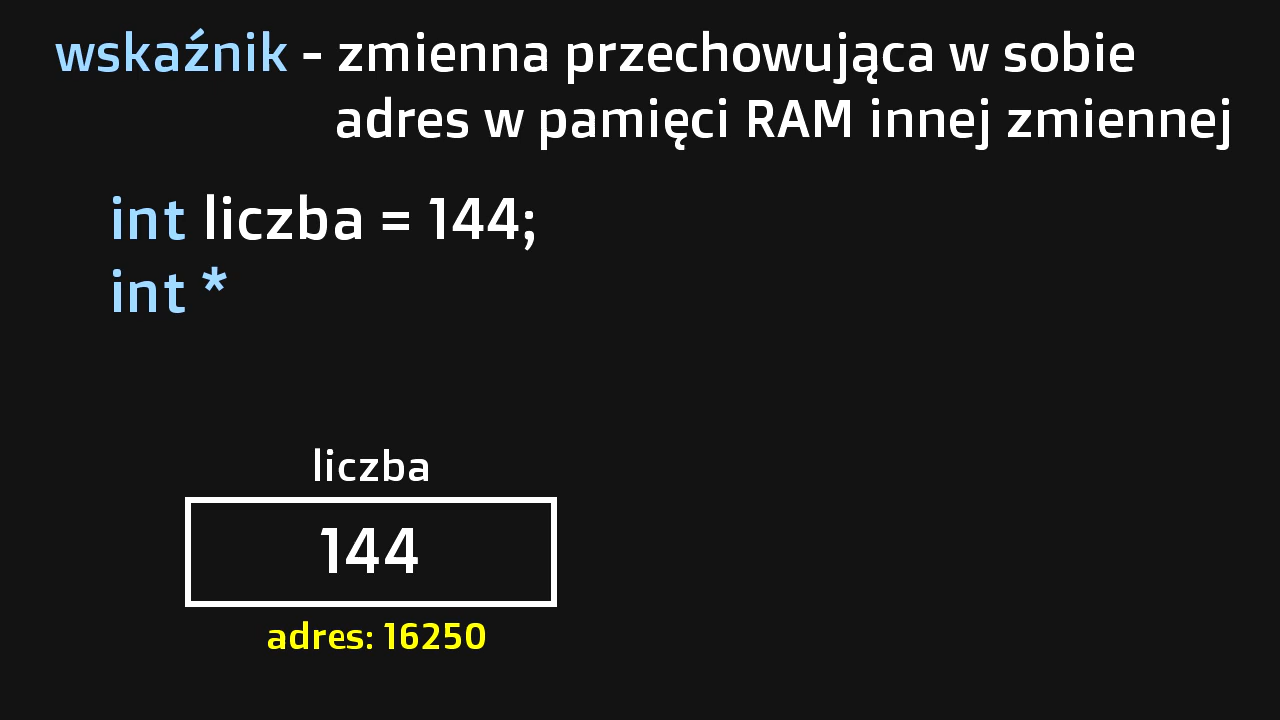 wskaźnik - zmienna przechowująca w sobie
adres w pamięci RAM innej zmiennej
int liczba = 144;
int *
liczba
144
adres: 16250